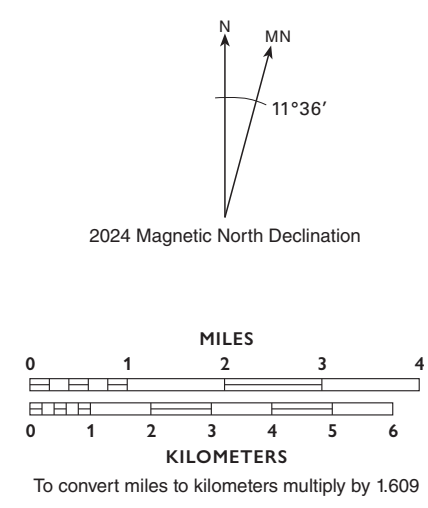 N
MN
11°36′
2024 Magnetic North Declination
MILES
0 1 2 3 4
0 1 2 3 4 5 6
KILOMETERS
To convert miles to kilometers multiply by 1.609